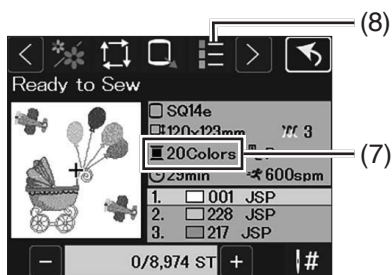 (8)
Ready to Sew
SQ14e
120x123mm 3
20Colors
(7)
29min 600spm
1. 001 JSP
2. 228 JSP
3. 217 JSP
− 0/8,974 ST + #